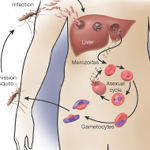 Infection
Liver
Merozoites
Asexual
cycle
Gametocytes